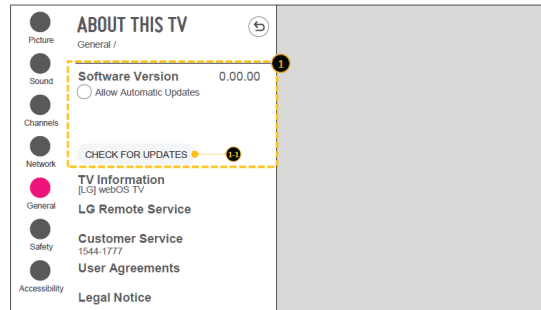 ABOUT THIS TV
General /
Picture
Sound
Channels
Network
General
Safety
Accessibility
1
Software Version 0.00.00
Allow Automatic Updates
CHECK FOR UPDATES 1-1
TV Information
[LG] webOS TV
LG Remote Service
Customer Service
1544-1777
User Agreements
Legal Notice